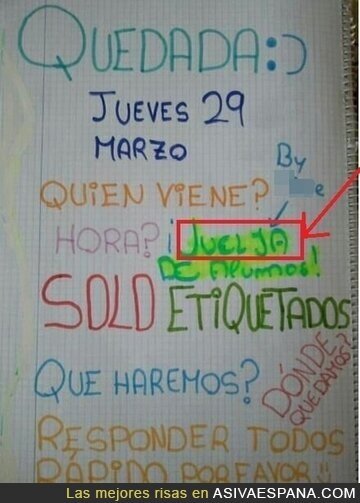 QUEDADA:)
JUEVES 29
MARZO
By
QUIEN VIENE?
HORA? ¡JUELJA
DE ALUMNOS!
SOLO ETIQUETADOS
QUE HAREMOS?
DÓNDE
QUEDAMOS?
RESPONDER TODOS
RÁPIDO POR FAVOR!!
Las mejores risas en ASIVAESPANA.COM